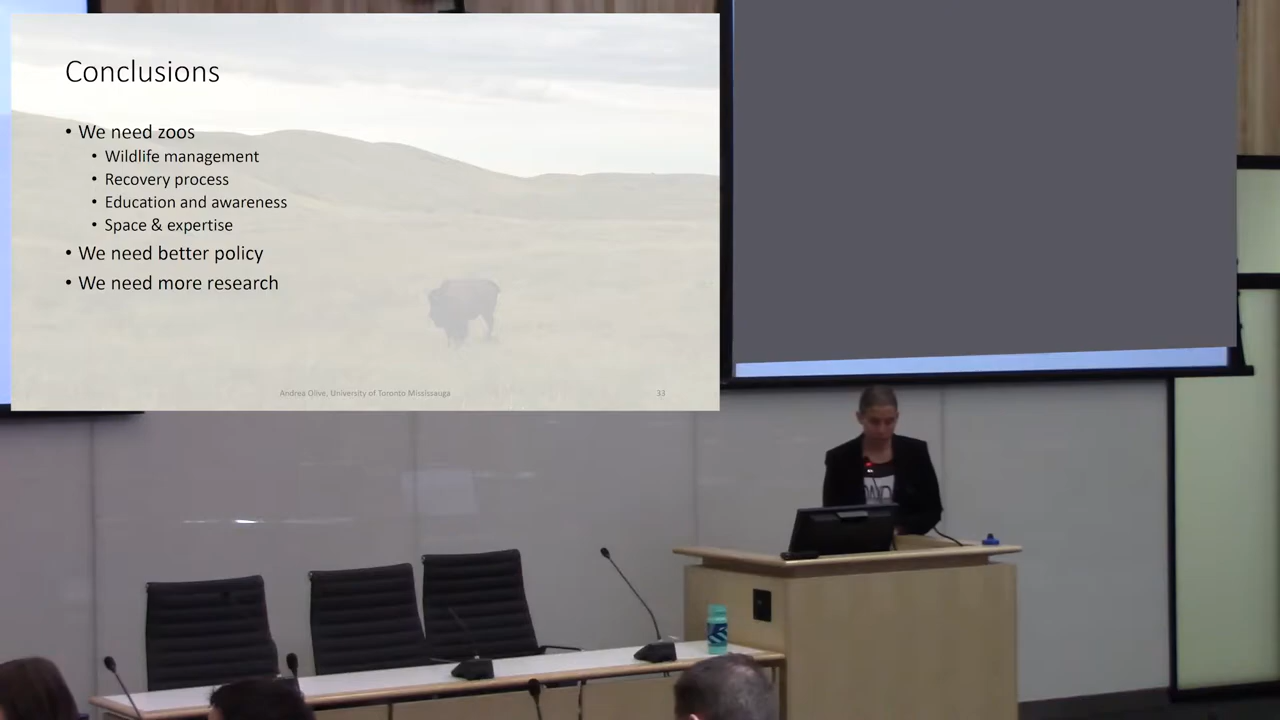 Conclusions
• We need zoos
• Wildlife management
• Recovery process
• Education and awareness
• Space & expertise
• We need better policy
• We need more research
Andrea Olive, University of Toronto Mississauga
33